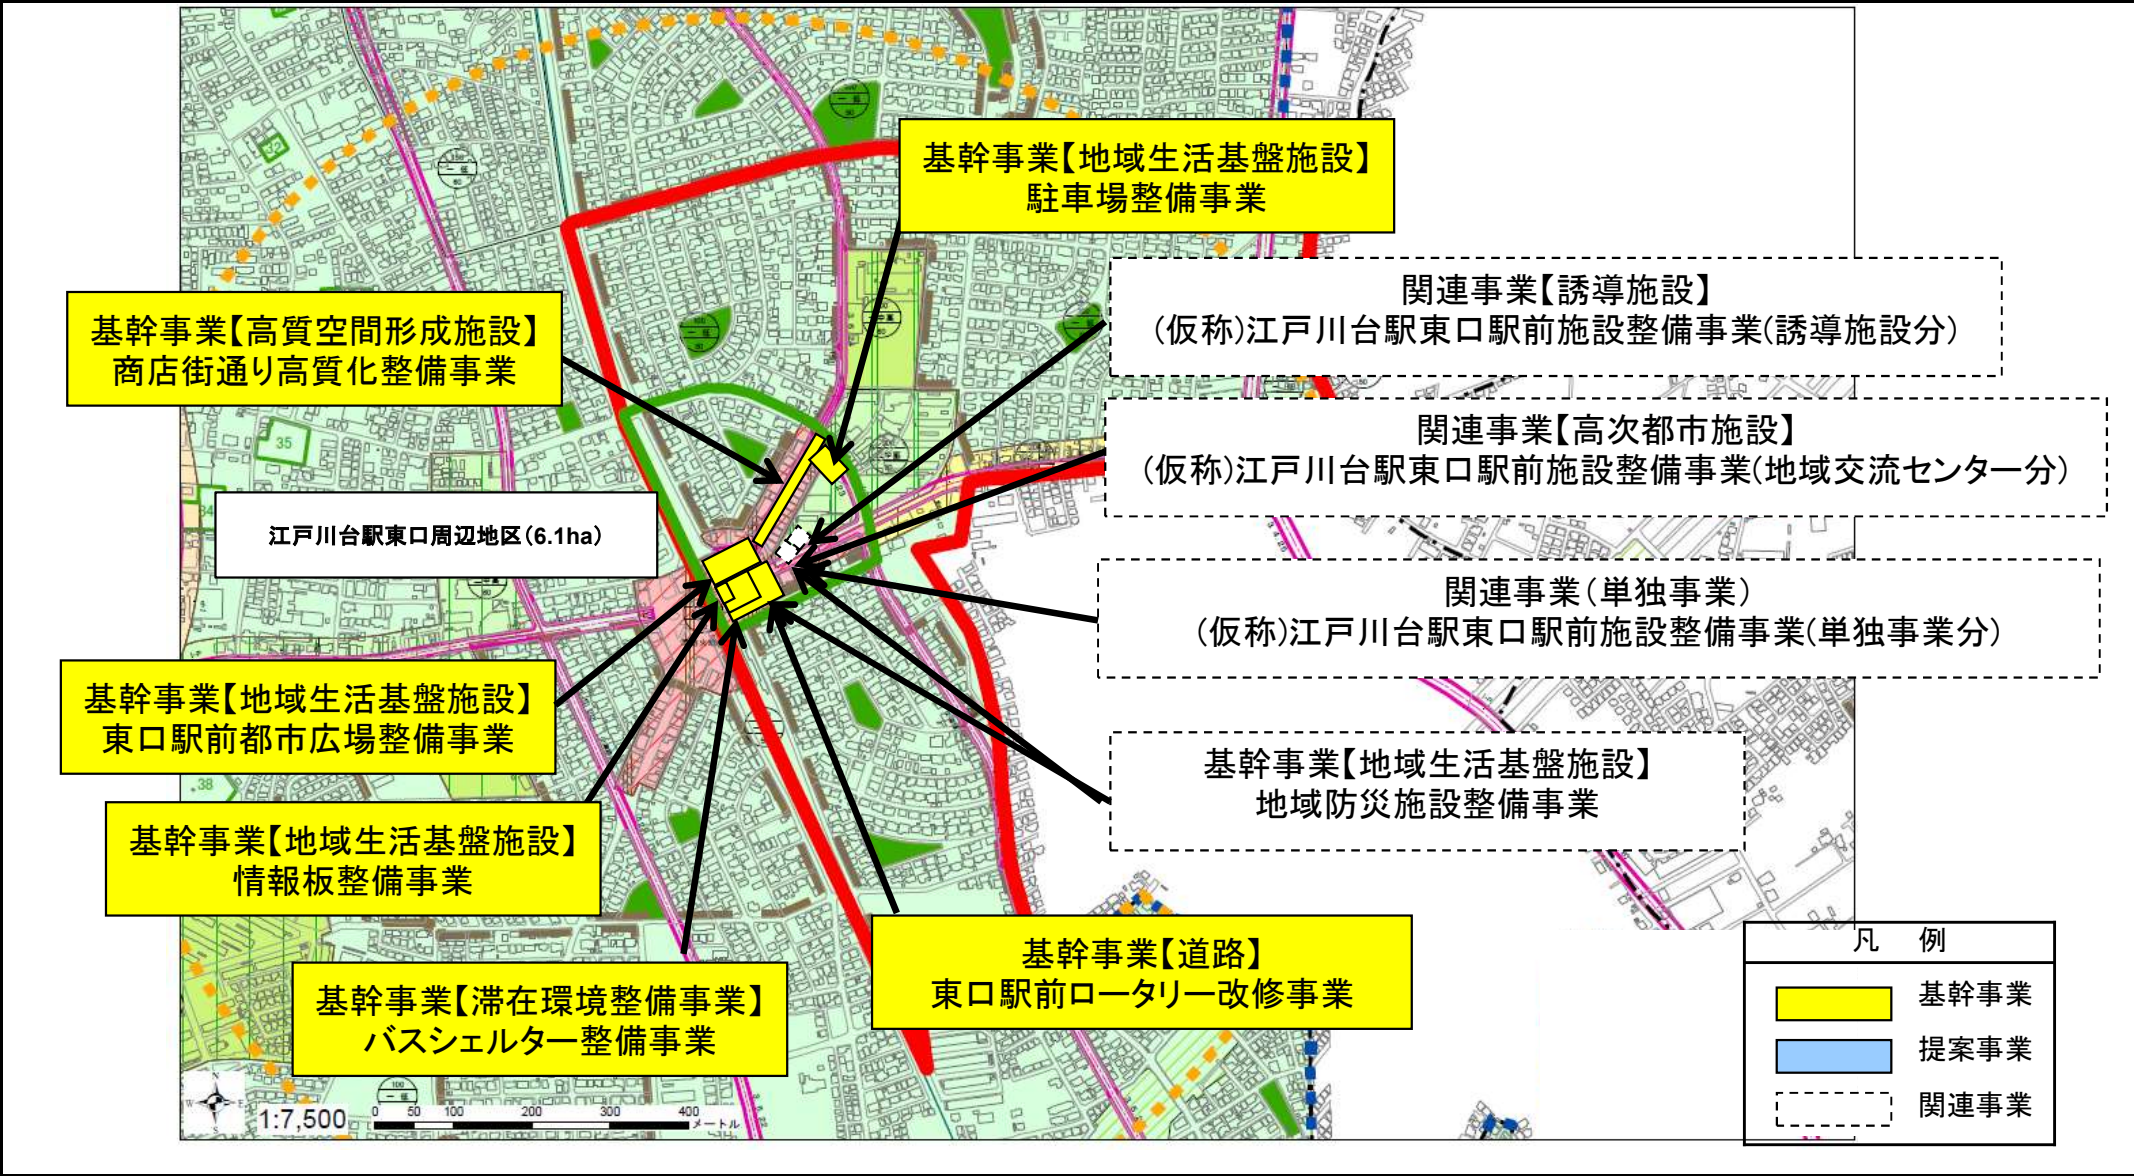 基幹事業【地域生活基盤施設】
駐車場整備事業
関連事業【誘導施設】
(仮称)江戸川台駅東口駅前施設整備事業(誘導施設分)
基幹事業【高質空間形成施設】
商店街通り高質化整備事業
関連事業【高次都市施設】
(仮称)江戸川台駅東口駅前施設整備事業(地域交流センター分)
江戸川台駅東口周辺地区(6.1ha)
関連事業(単独事業)
(仮称)江戸川台駅東口駅前施設整備事業(単独事業分)
基幹事業【地域生活基盤施設】
東口駅前都市広場整備事業
基幹事業【地域生活基盤施設】
地域防災施設整備事業
基幹事業【地域生活基盤施設】
情報板整備事業
基幹事業【滞在環境整備事業】
バスシェルター整備事業
基幹事業【道路】
東口駅前ロータリー改修事業
凡 例
基幹事業
提案事業
関連事業
32
35
34
38
N
W E
S
1:7,500
0 50 100 200 300 400
メートル